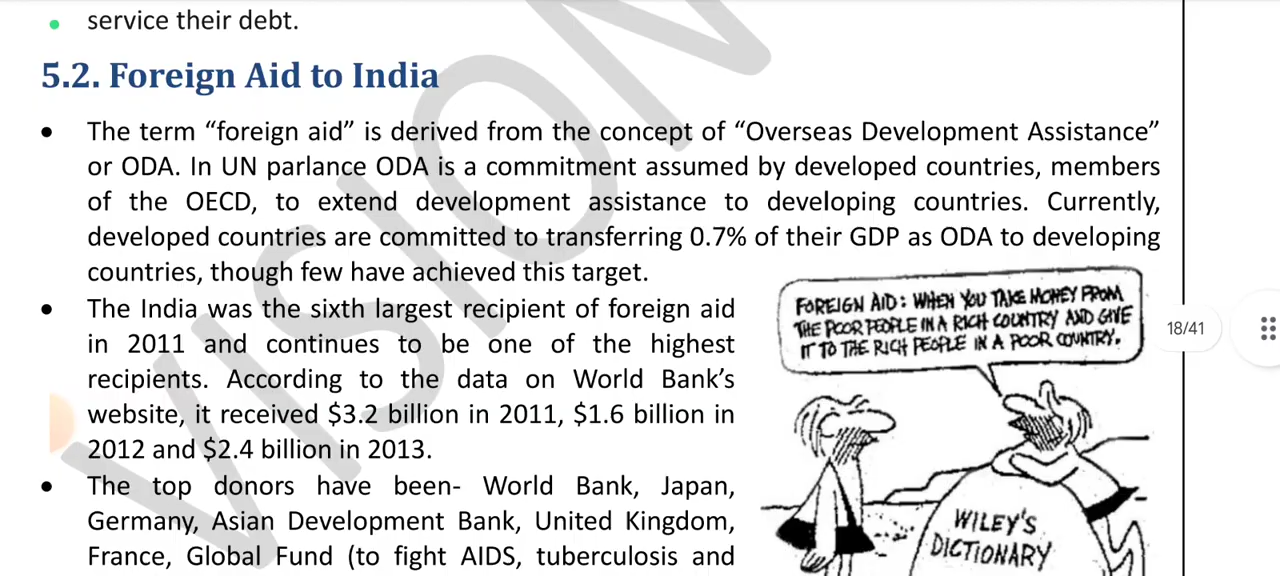 service their debt.
5.2. Foreign Aid to India
• The term “foreign aid” is derived from the concept of “Overseas Development Assistance”
or ODA. In UN parlance ODA is a commitment assumed by developed countries, members
of the OECD, to extend development assistance to developing countries. Currently,
developed countries are committed to transferring 0.7% of their GDP as ODA to developing
countries, though few have achieved this target.
• The India was the sixth largest recipient of foreign aid
in 2011 and continues to be one of the highest
recipients. According to the data on World Bank’s
website, it received $3.2 billion in 2011, $1.6 billion in
2012 and $2.4 billion in 2013.
• The top donors have been- World Bank, Japan,
Germany, Asian Development Bank, United Kingdom,
France, Global Fund (to fight AIDS, tuberculosis and
FOREIGN AID: WHEN YOU TAKE MONEY FROM
THE POOR PEOPLE IN A RICH COUNTRY AND GIVE
IT TO THE RICH PEOPLE IN A POOR COUNTRY.
WILEY'S
DICTIONARY
18/41
VISION